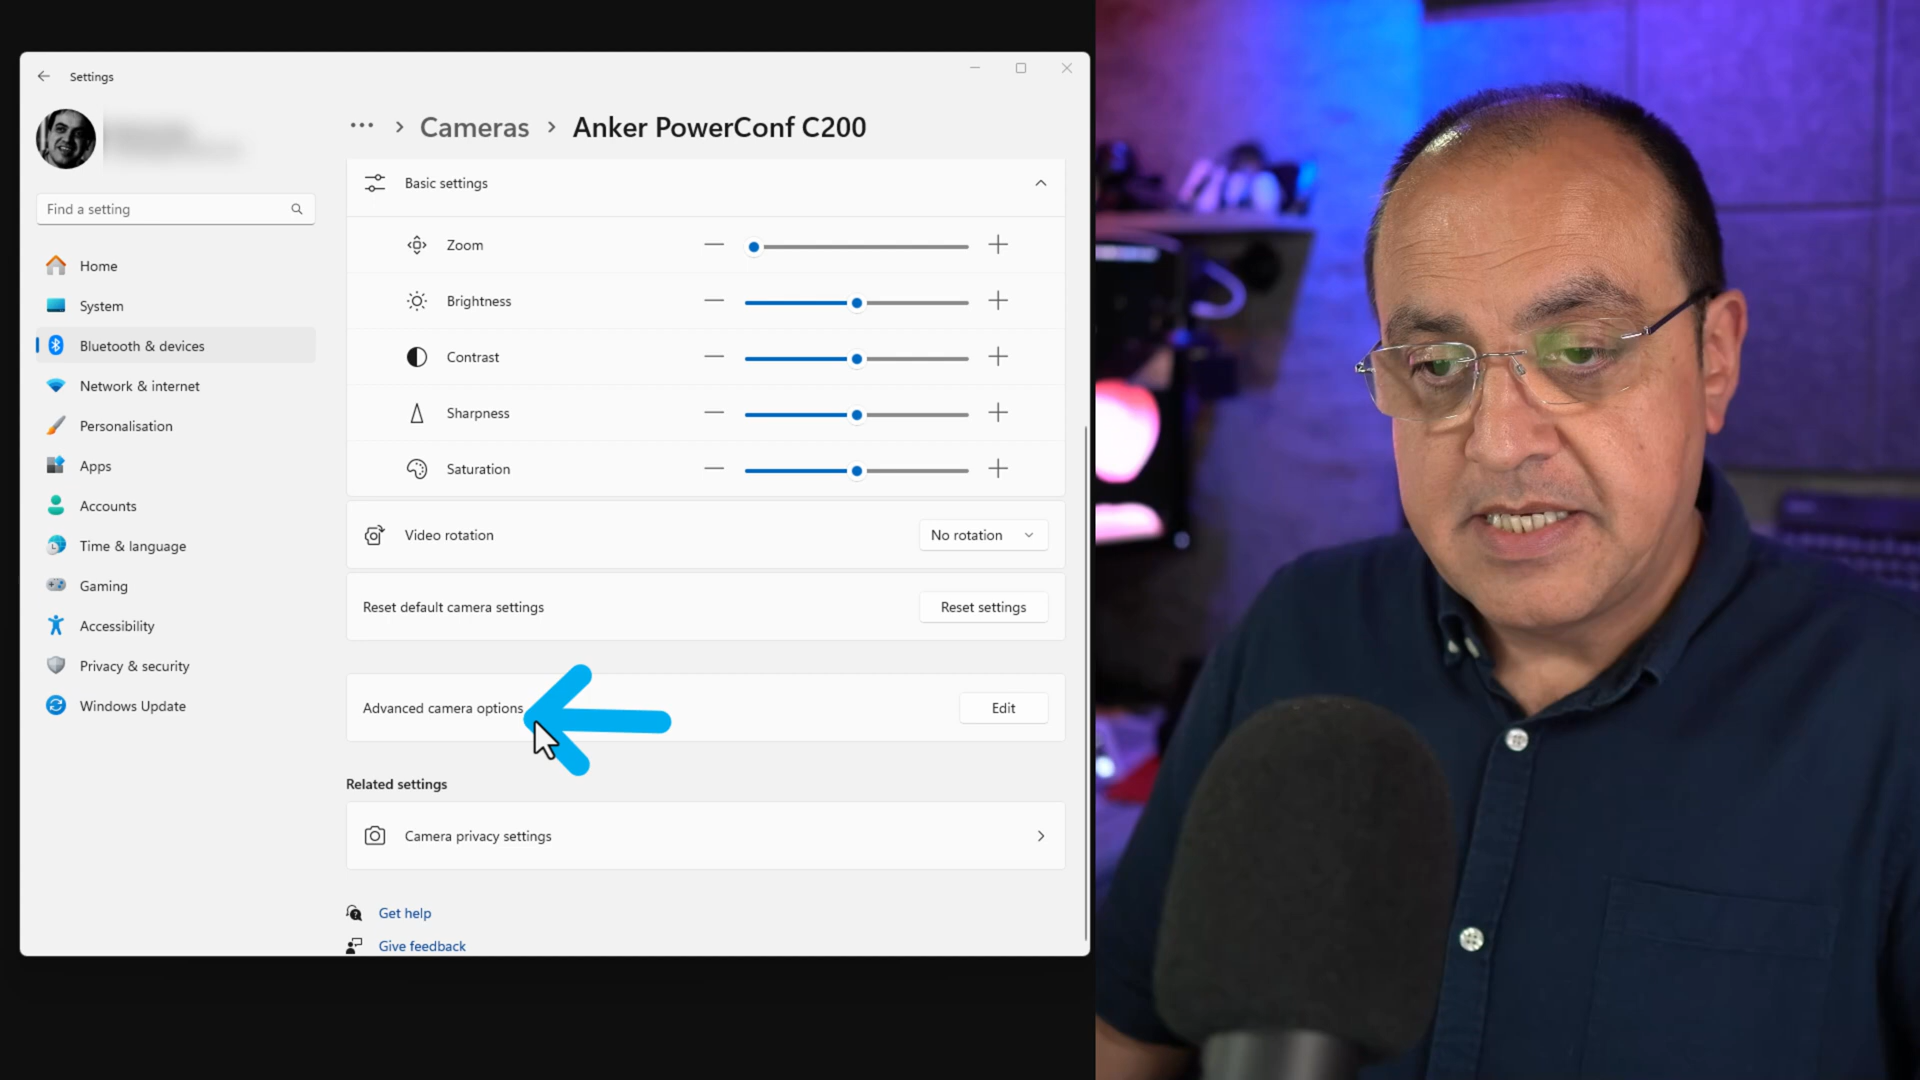 Settings
Find a setting
Home
System
Bluetooth & devices
Network & internet
Personalisation
Apps
Accounts
Time & language
Gaming
Accessibility
Privacy & security
Windows Update
... > Cameras > Anker PowerConf C200
Basic settings
Zoom
Brightness
Contrast
Sharpness
Saturation
Video rotation No rotation
Reset default camera settings Reset settings
Advanced camera options Edit
Related settings
Camera privacy settings
Get help
Give feedback